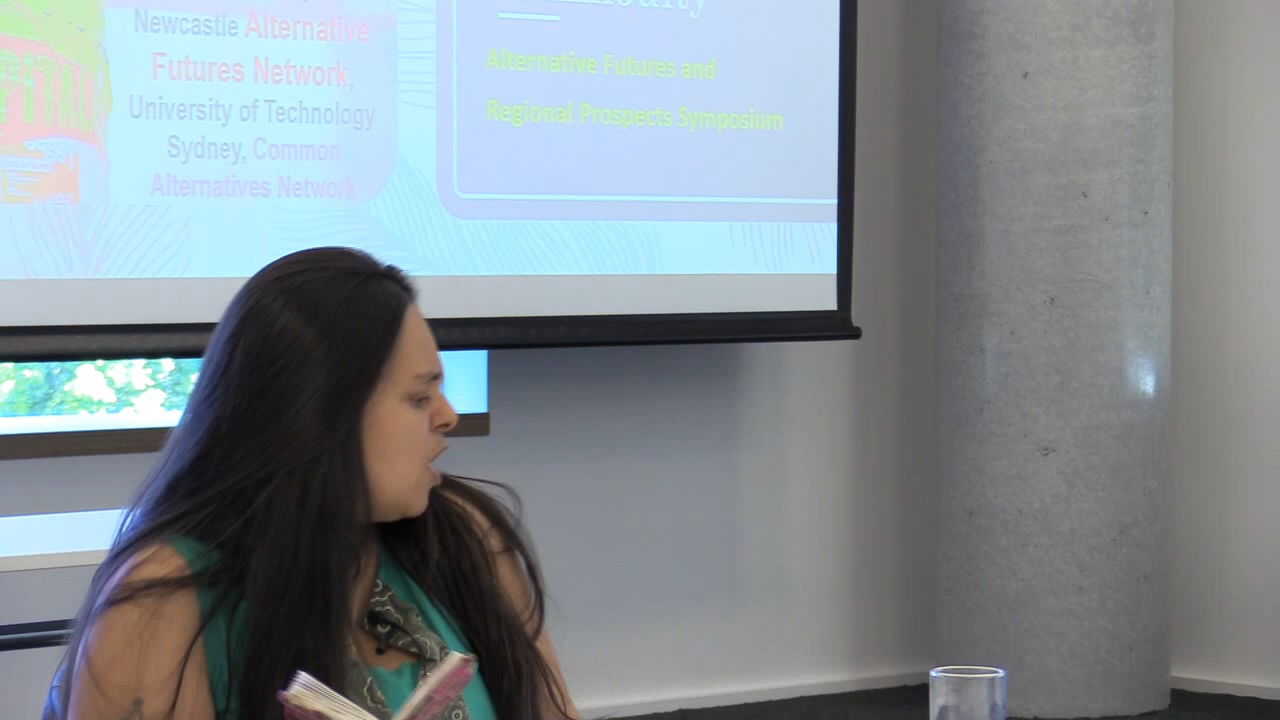 Newcastle Alternative
Futures Network,
University of Technology
Sydney, Common
Alternatives Network
Alternative Futures and
Regional Prospects Symposium